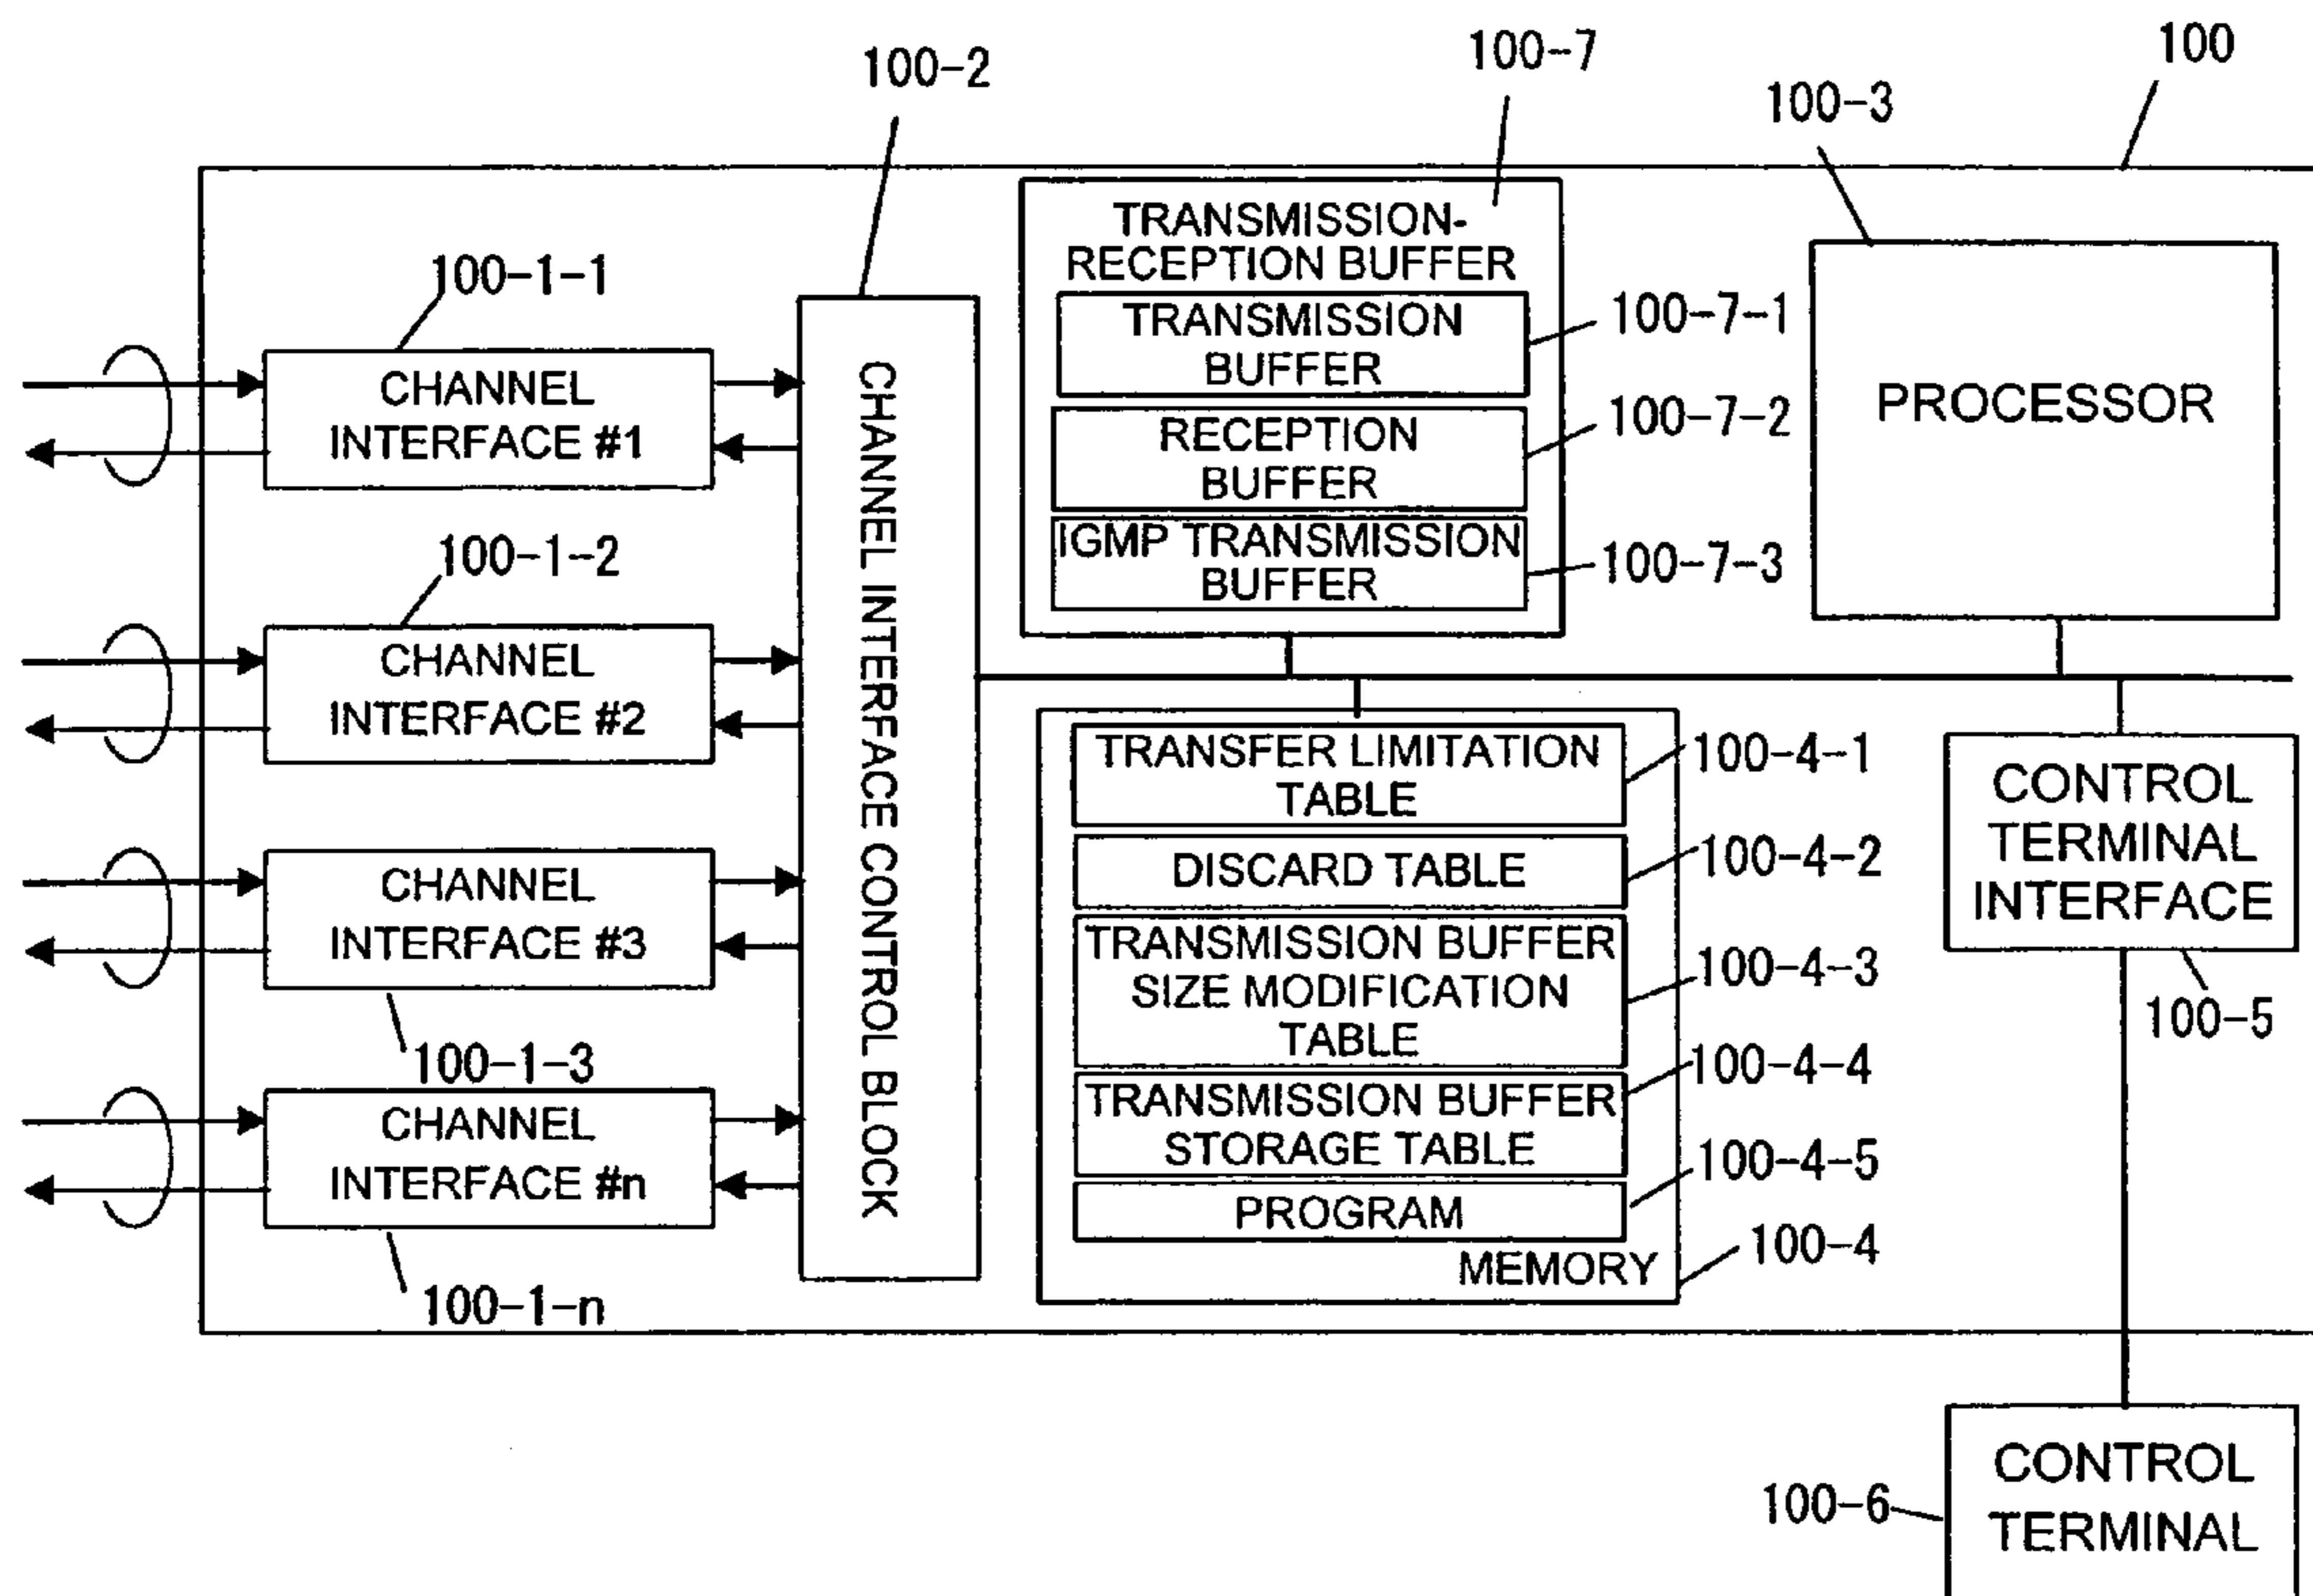 100-2
100-7
100
100-3
100-1-1
CHANNEL
INTERFACE #1
100-1-2
CHANNEL
INTERFACE #2
CHANNEL
INTERFACE #3
100-1-3
CHANNEL
INTERFACE #n
100-1-n
CHANNEL INTERFACE CONTROL BLOCK
TRANSMISSION-
RECEPTION BUFFER
TRANSMISSION
BUFFER
100-7-1
RECEPTION
BUFFER
100-7-2
IGMP TRANSMISSION
BUFFER
100-7-3
PROCESSOR
TRANSFER LIMITATION
TABLE
100-4-1
DISCARD TABLE
100-4-2
TRANSMISSION BUFFER
SIZE MODIFICATION
TABLE
100-4-3
TRANSMISSION BUFFER
STORAGE TABLE
100-4-4
PROGRAM
100-4-5
MEMORY
100-4
CONTROL
TERMINAL
INTERFACE
100-5
CONTROL
TERMINAL
100-6